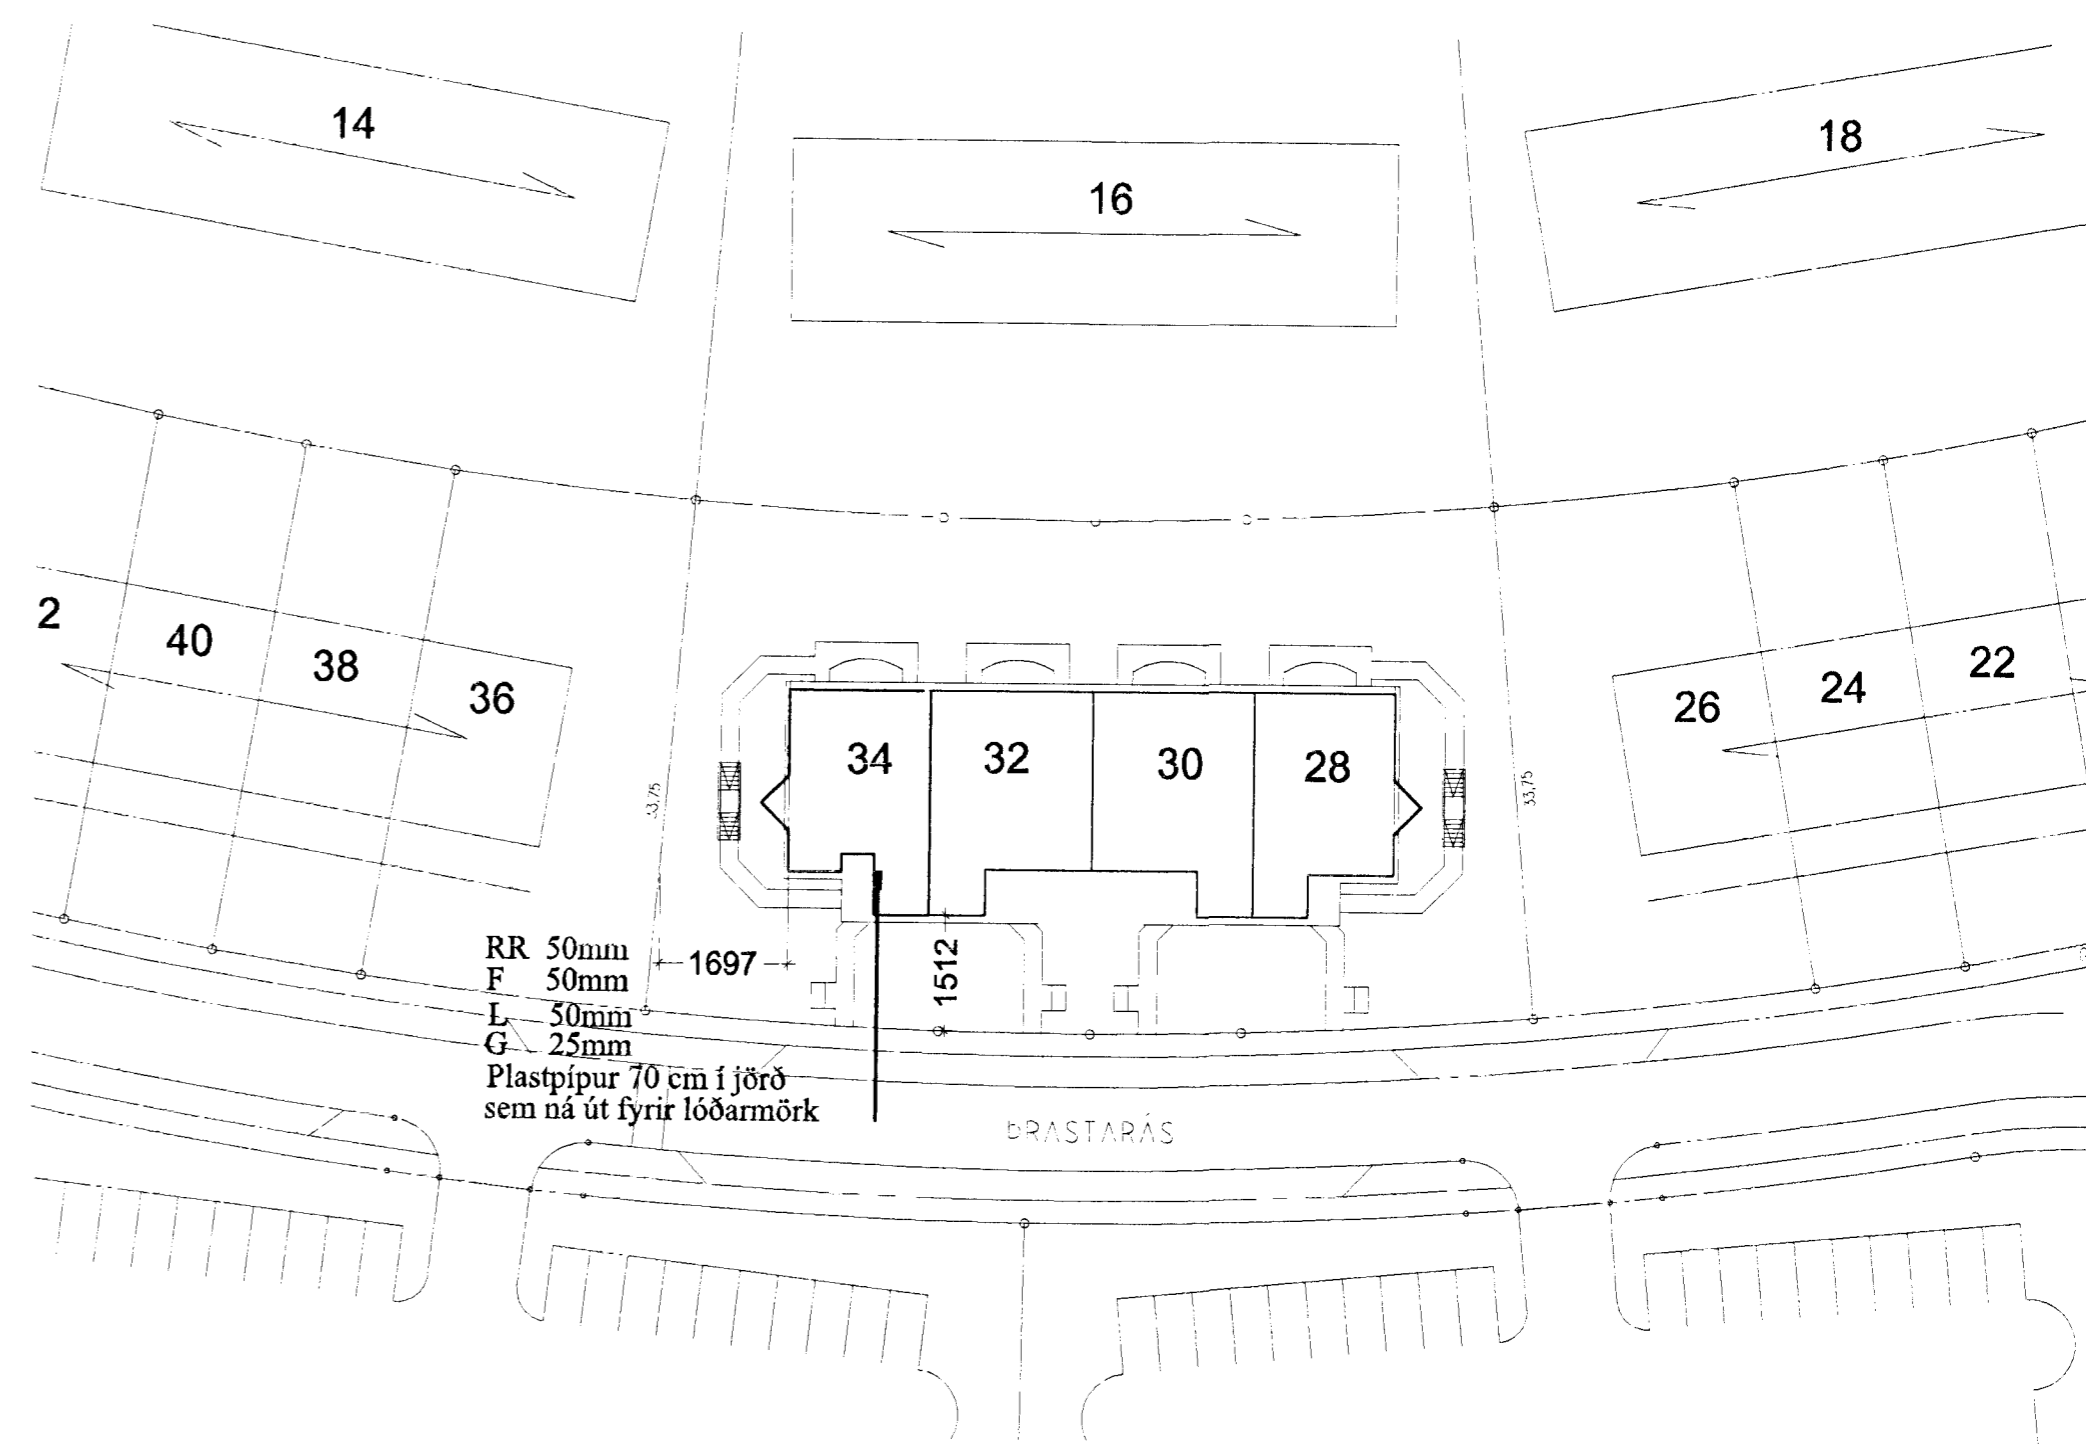 14
16
18
2
40
38
36
34
32
30
28
26
24
22
33,75
33,75
RR 50mm
F 50mm
L 50mm
G 25mm
Plastpípur 70 cm í jörð
sem ná út fyrir lóðarmörk
1697
1512
ÞRASTARÁS